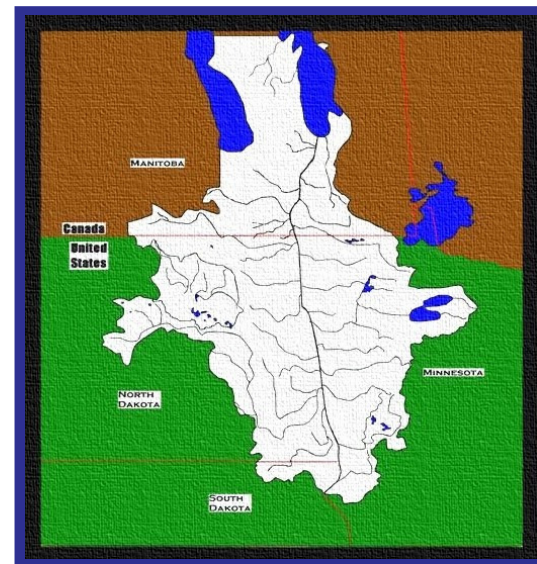 MANITOBA
Canada
United
States
MINNESOTA
NORTH
DAKOTA
SOUTH
DAKOTA